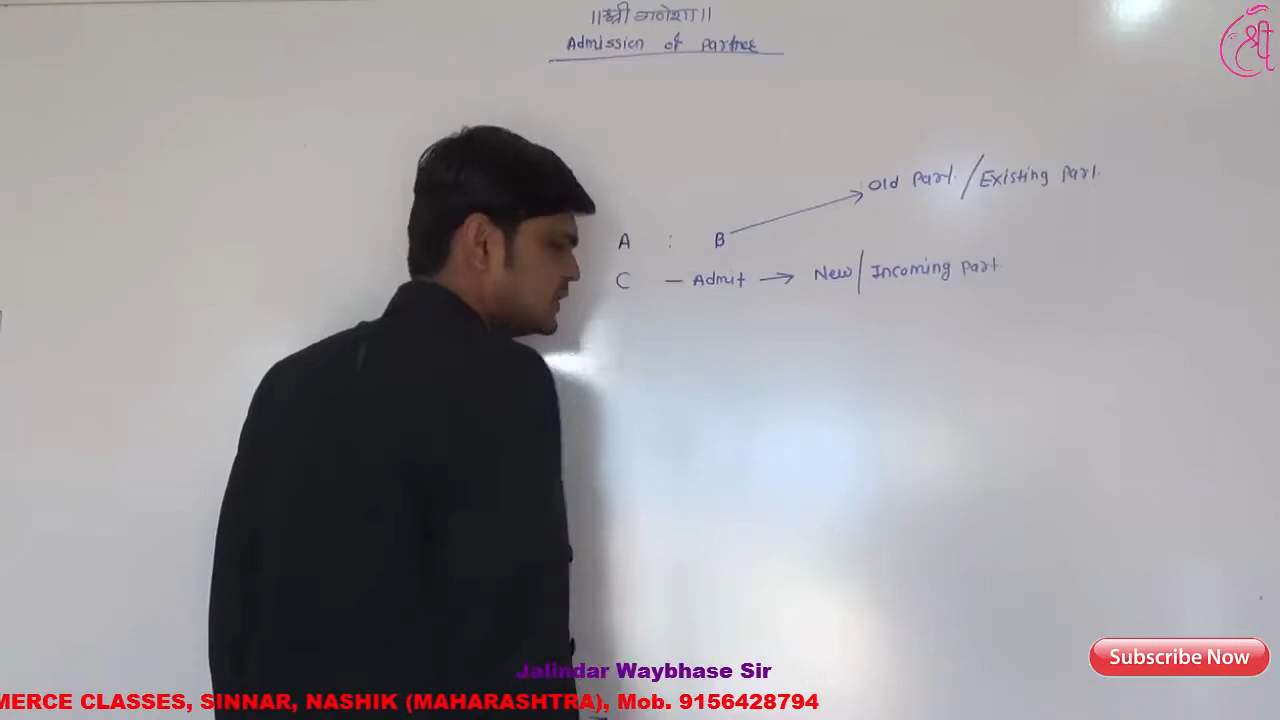 ||श्री गणेशा||
Admission of Partner
श्री
Old Part. / Existing Part.
A : B
C – Admit → New / Incoming Part
Subscribe Now
Jalindar Waybhase Sir
MERCE CLASSES, SINNAR, NASHIK (MAHARASHTRA), Mob. 9156428794